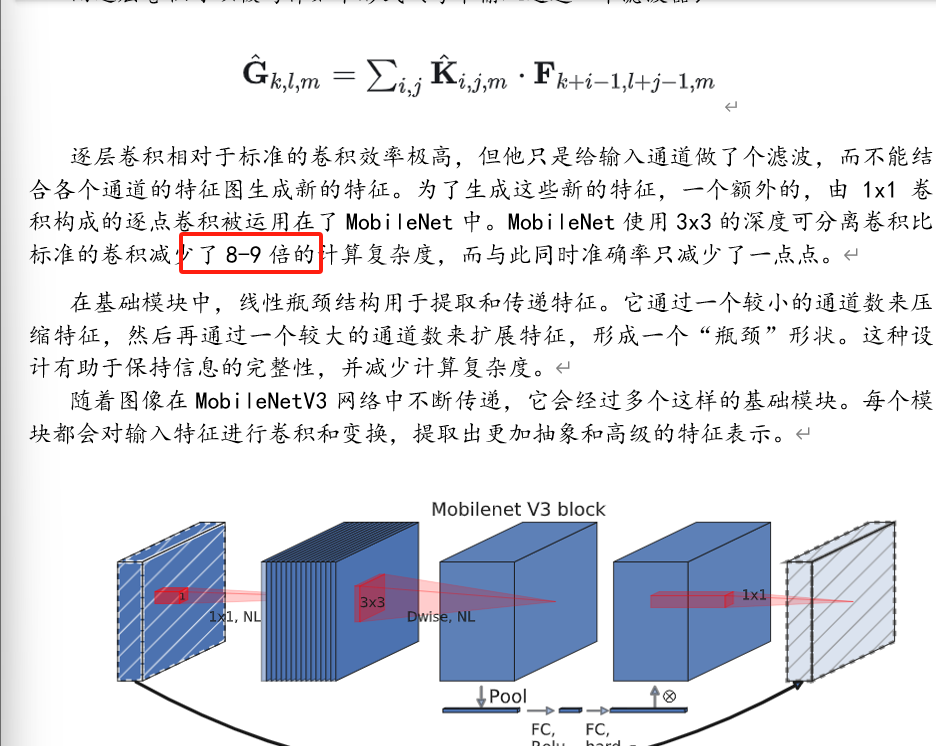 Ĝk,l,m = ∑i,j K̂i,j,m · Fk+i−1,l+j−1,m
逐层卷积相对于标准的卷积效率极高，但他只是给输入通道做了个滤波，而不能结
合各个通道的特征图生成新的特征。为了生成这些新的特征，一个额外的，由 1x1 卷
积构成的逐点卷积被运用在了 MobileNet 中。MobileNet 使用 3x3 的深度可分离卷积比
标准的卷积减少了 8-9 倍的计算复杂度，而与此同时准确率只减少了一点点。
在基础模块中，线性瓶颈结构用于提取和传递特征。它通过一个较小的通道数来压
缩特征，然后再通过一个较大的通道数来扩展特征，形成一个“瓶颈”形状。这种设
计有助于保持信息的完整性，并减少计算复杂度。
随着图像在 MobileNetV3 网络中不断传递，它会经过多个这样的基础模块。每个模
块都会对输入特征进行卷积和变换，提取出更加抽象和高级的特征表示。
Mobilenet V3 block
1x1, NL
3x3
Dwise, NL
1x1
Pool
⊗
FC,
FC,